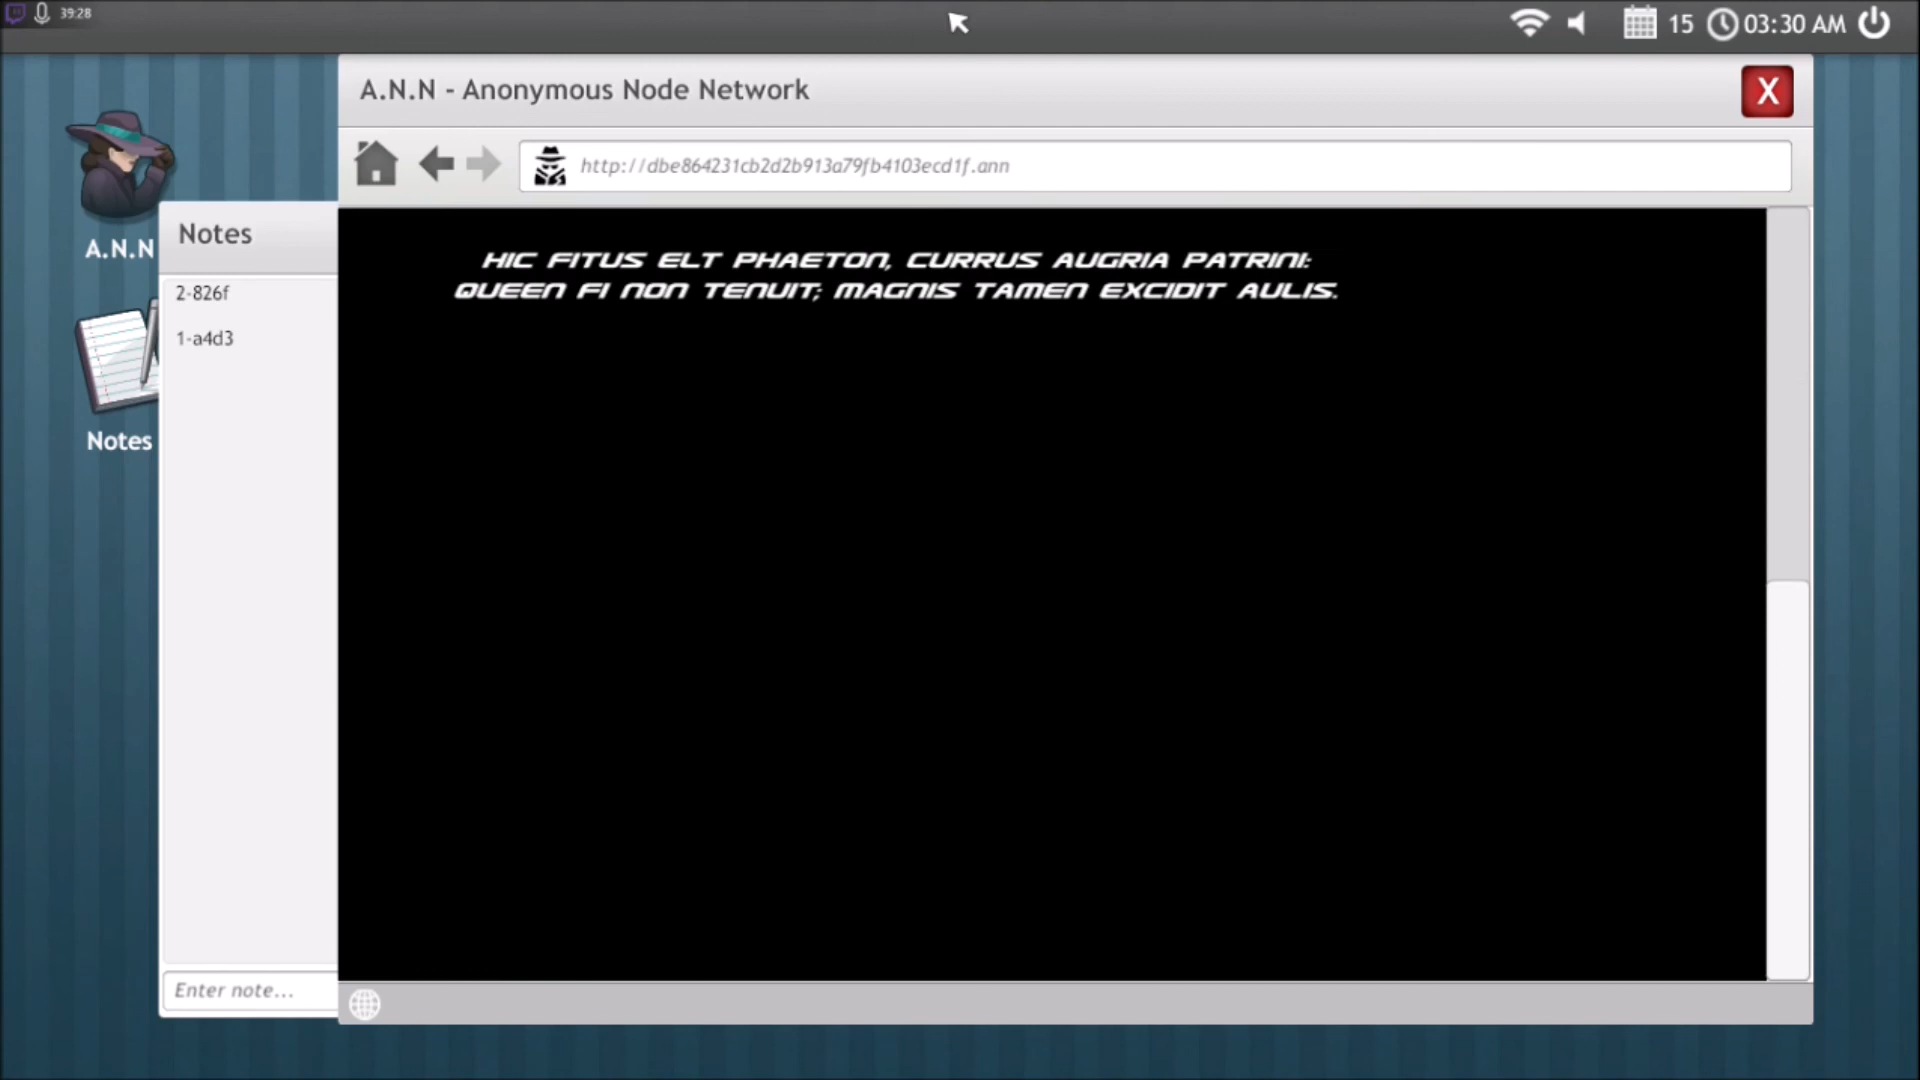 39:28
15
03:30 AM
A.N.N - Anonymous Node Network
X
http://dbe864231cb2d2b913a79fb4103ecd1f.ann
A.N.N
Notes
Notes
2-826f
1-a4d3
Enter note...
HIC FITUS ELT PHAETON, CURRUS AUGRIA PATRINI:
QUEEN FI NON TENUIT; MAGNIS TAMEN EXCIDIT AULIS.